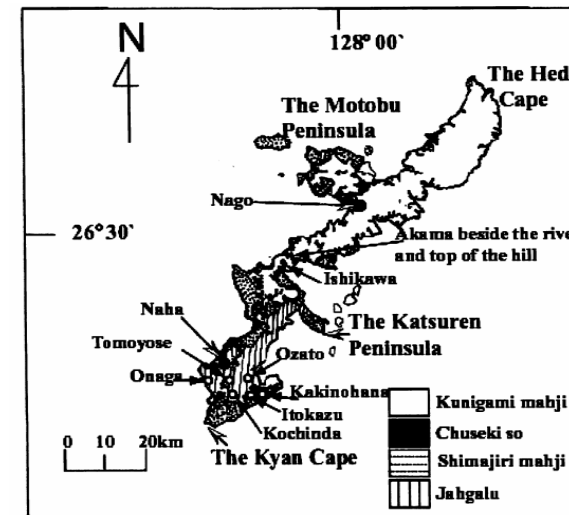 128° 00`
N
The Hed
Cape
The Motobu
Peninsula
Nago
26° 30`
Akama beside the rive
and top of the hill
Ishikawa
Naha
The Katsuren
Peninsula
Tomoyose
Ozato
Onaga
Kakinohana
Itokazu
Kochinda
The Kyan Cape
0 10 20km
Kunigami mahji
Chuseki so
Shimajiri mahji
Jahgalu